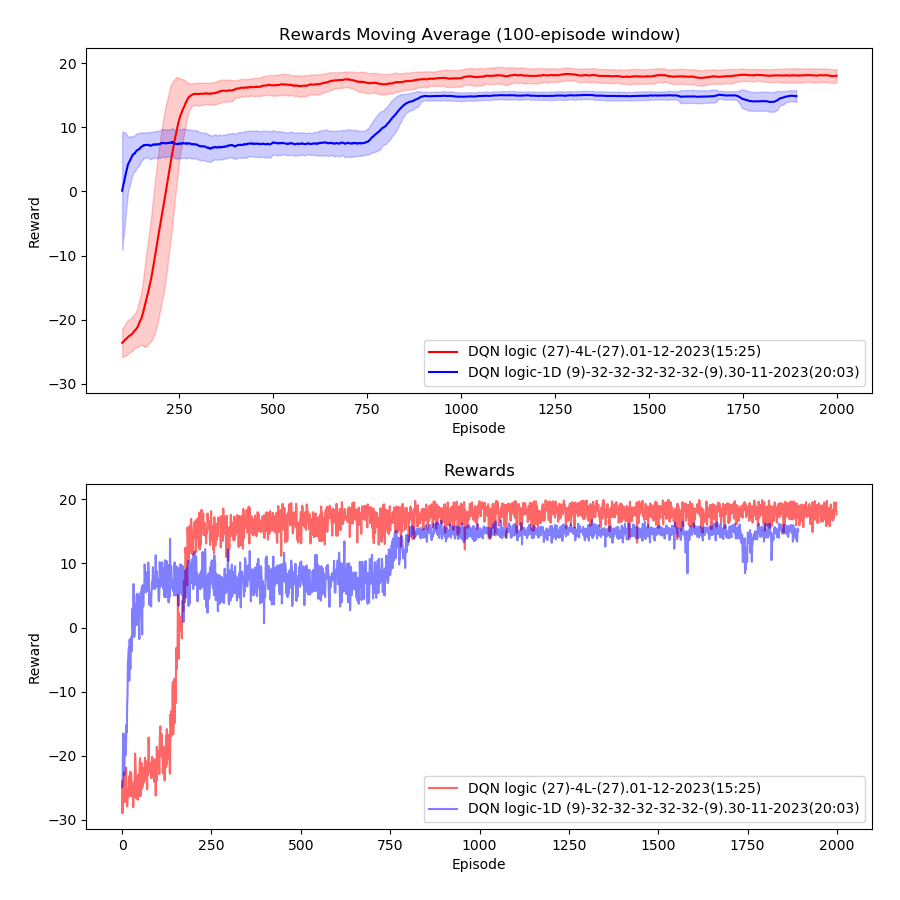 Rewards Moving Average (100-episode window)
20
10
0
−10
−20
−30
Reward
250
500
750
1000
1250
1500
1750
2000
Episode
DQN logic (27)-4L-(27).01-12-2023(15:25)
DQN logic-1D (9)-32-32-32-32-32-(9).30-11-2023(20:03)
Rewards
20
10
0
−10
−20
−30
Reward
0
250
500
750
1000
1250
1500
1750
2000
Episode
DQN logic (27)-4L-(27).01-12-2023(15:25)
DQN logic-1D (9)-32-32-32-32-32-(9).30-11-2023(20:03)